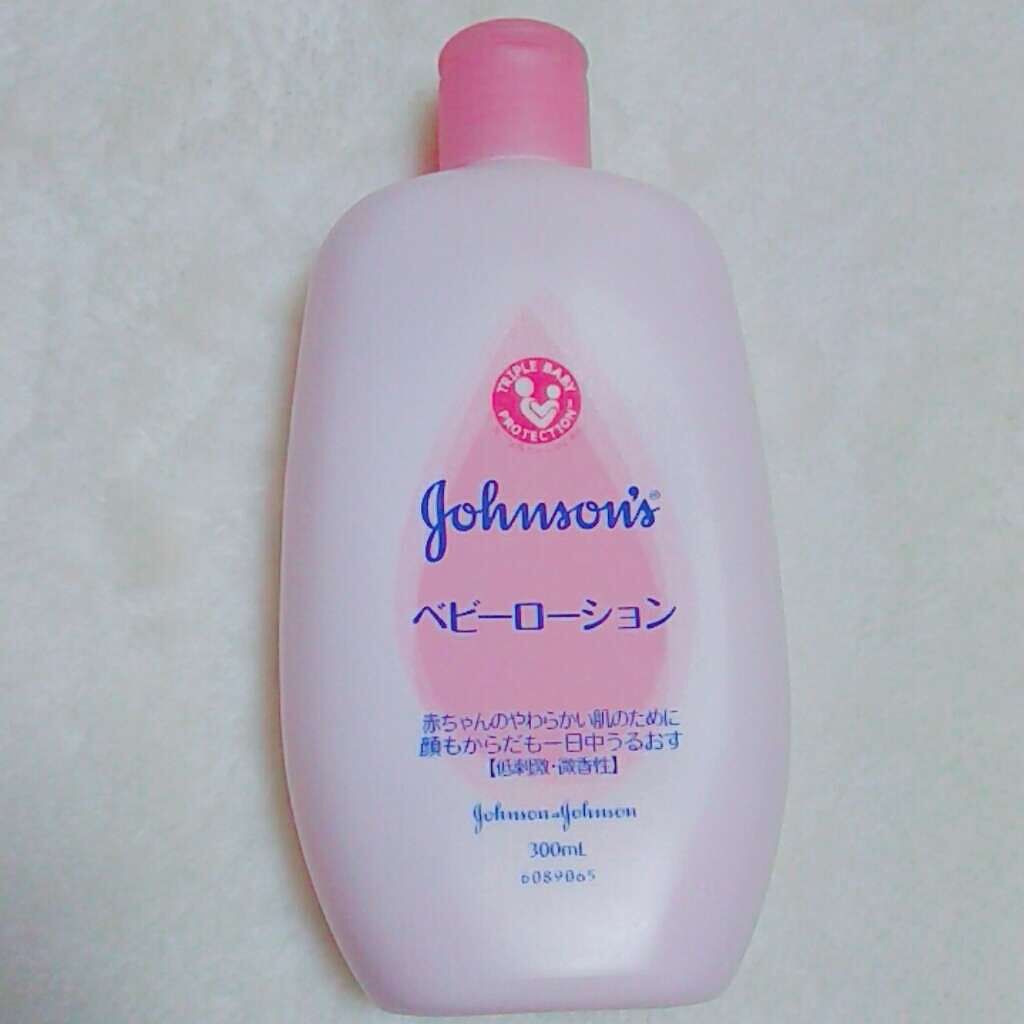 TRIPLE BABY PROTECTION
Johnson's®
ベビーローション
赤ちゃんのやわらかい肌のために
顔もからだも一日中うるおす
【低刺激・微香性】
Johnson&Johnson
300mL
D089065